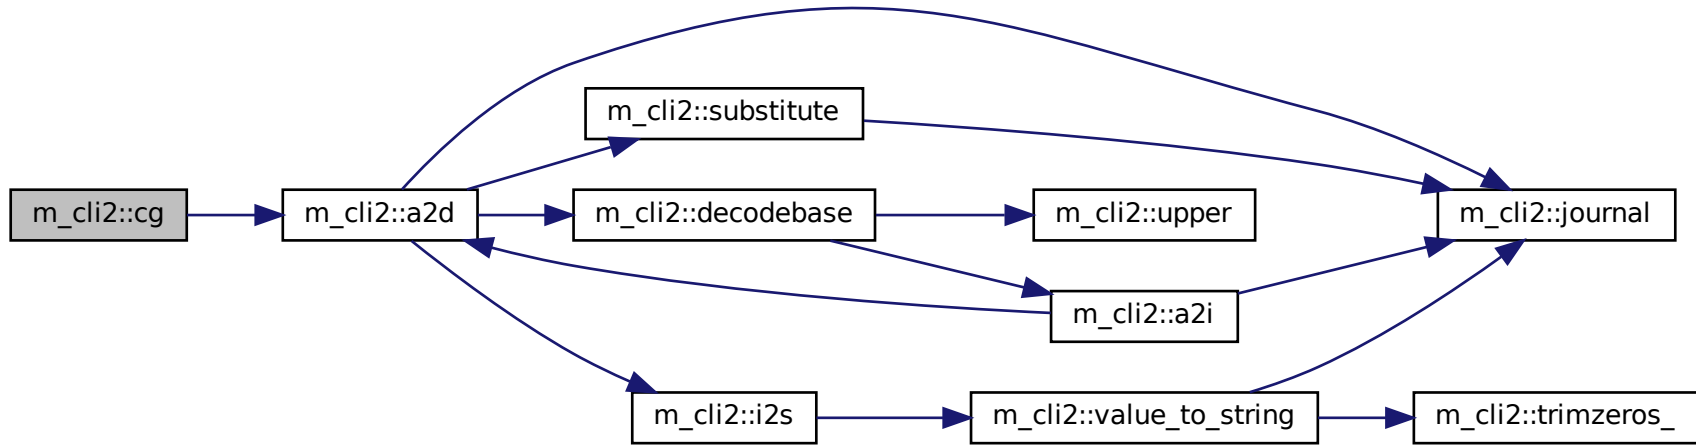 m_cli2::cg
m_cli2::a2d
m_cli2::substitute
m_cli2::decodebase
m_cli2::upper
m_cli2::journal
m_cli2::a2i
m_cli2::i2s
m_cli2::value_to_string
m_cli2::trimzeros_